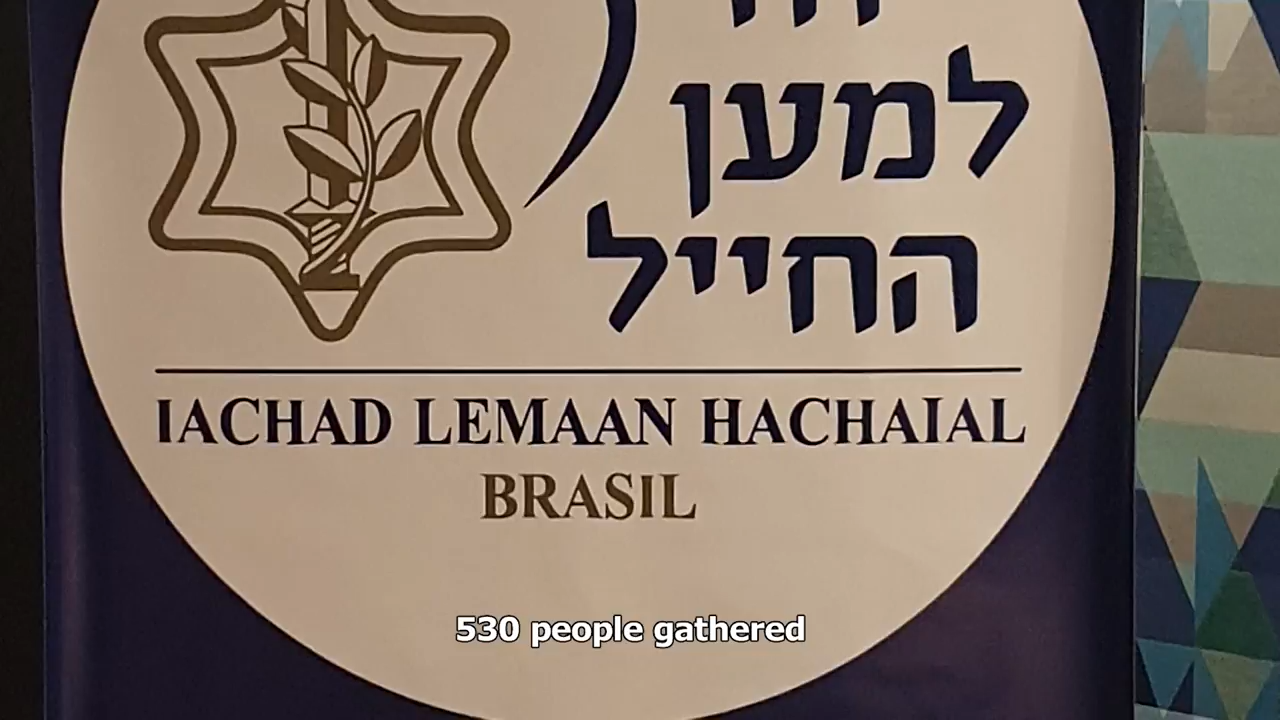 למען
החייל
IACHAD LEMAAN HACHAIAL
BRASIL
530 people gathered